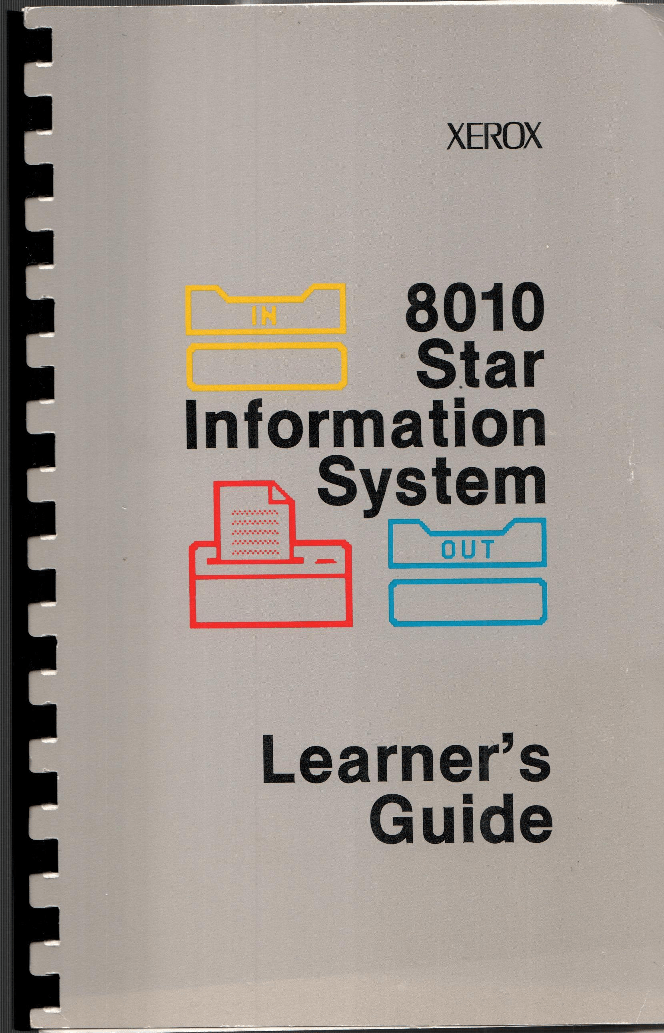 XEROX
IN
8010
Star
Information
System
OUT
Learner's
Guide